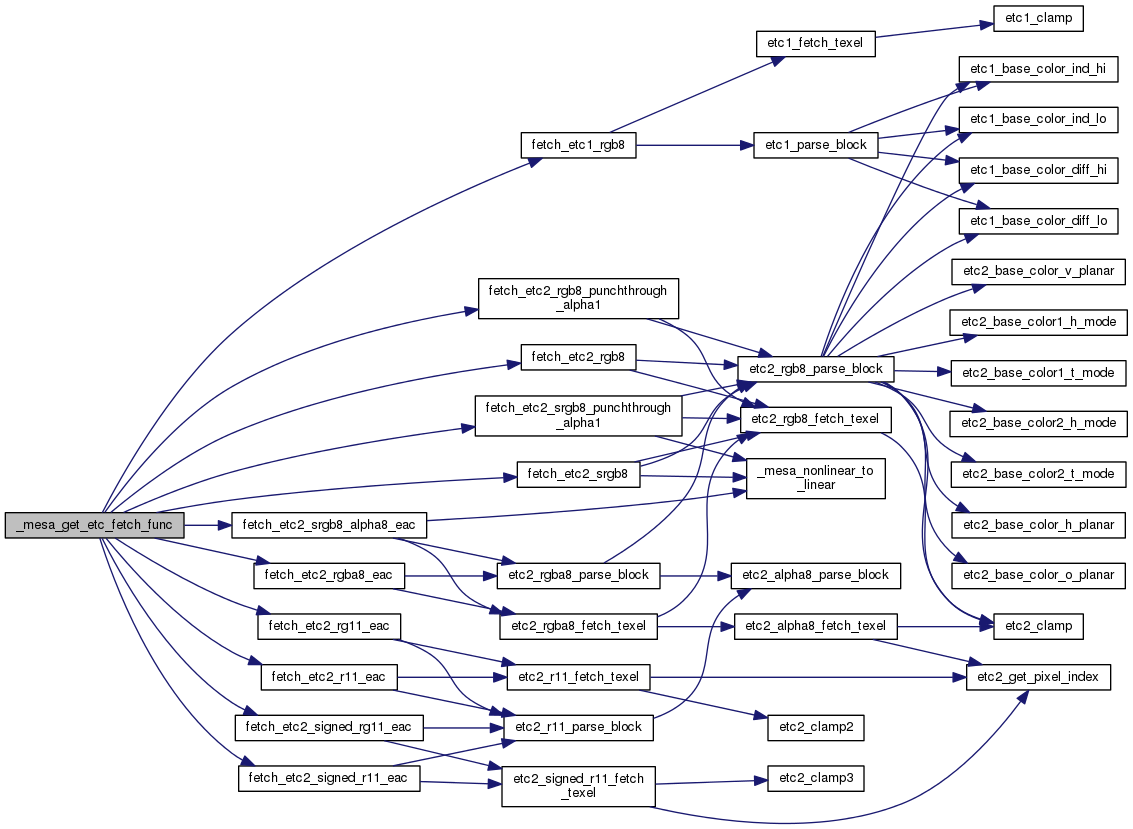 etc1_clamp
etc1_fetch_texel
etc1_base_color_ind_hi
etc1_base_color_ind_lo
fetch_etc1_rgb8
etc1_parse_block
etc1_base_color_diff_hi
etc1_base_color_diff_lo
etc2_base_color_v_planar
fetch_etc2_rgb8_punchthrough
_alpha1
etc2_base_color1_h_mode
fetch_etc2_rgb8
etc2_rgb8_parse_block
etc2_base_color1_t_mode
fetch_etc2_srgb8_punchthrough
_alpha1
etc2_rgb8_fetch_texel
etc2_base_color2_h_mode
fetch_etc2_srgb8
_mesa_nonlinear_to
_linear
etc2_base_color2_t_mode
_mesa_get_etc_fetch_func
fetch_etc2_srgb8_alpha8_eac
etc2_base_color_h_planar
fetch_etc2_rgba8_eac
etc2_rgba8_parse_block
etc2_alpha8_parse_block
etc2_base_color_o_planar
fetch_etc2_rg11_eac
etc2_rgba8_fetch_texel
etc2_alpha8_fetch_texel
etc2_clamp
fetch_etc2_r11_eac
etc2_r11_fetch_texel
etc2_get_pixel_index
fetch_etc2_signed_rg11_eac
etc2_r11_parse_block
etc2_clamp2
fetch_etc2_signed_r11_eac
etc2_signed_r11_fetch
_texel
etc2_clamp3